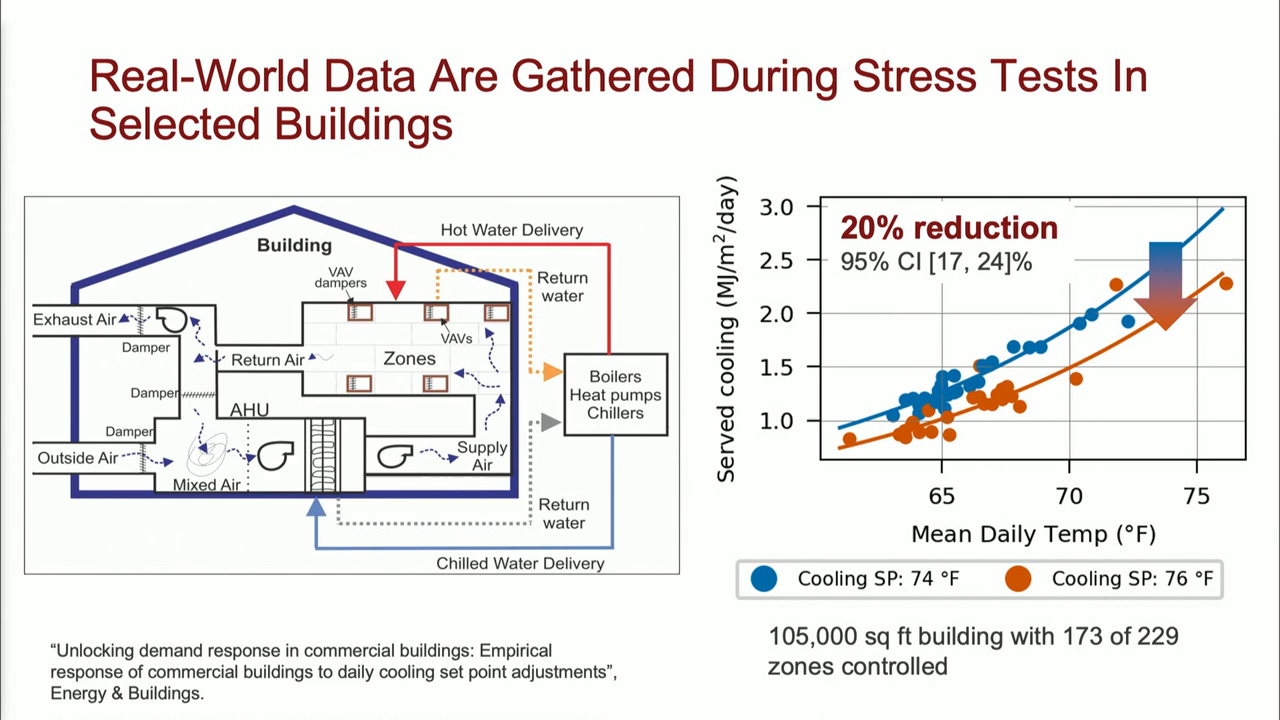 Real-World Data Are Gathered During Stress Tests In
Selected Buildings
Building
Hot Water Delivery
VAV
dampers
Return
water
Exhaust Air
Damper
Return Air
VAVs
Zones
Damper
AHU
Damper
Outside Air
Mixed Air
Supply
Air
Boilers
Heat pumps
Chillers
Return
water
Chilled Water Delivery
Served cooling (MJ/m²/day)
3.0
2.5
2.0
1.5
1.0
20% reduction
95% CI [17, 24]%
65
70
75
Mean Daily Temp (°F)
Cooling SP: 74 °F
Cooling SP: 76 °F
105,000 sq ft building with 173 of 229
zones controlled
“Unlocking demand response in commercial buildings: Empirical
response of commercial buildings to daily cooling set point adjustments”,
Energy & Buildings.